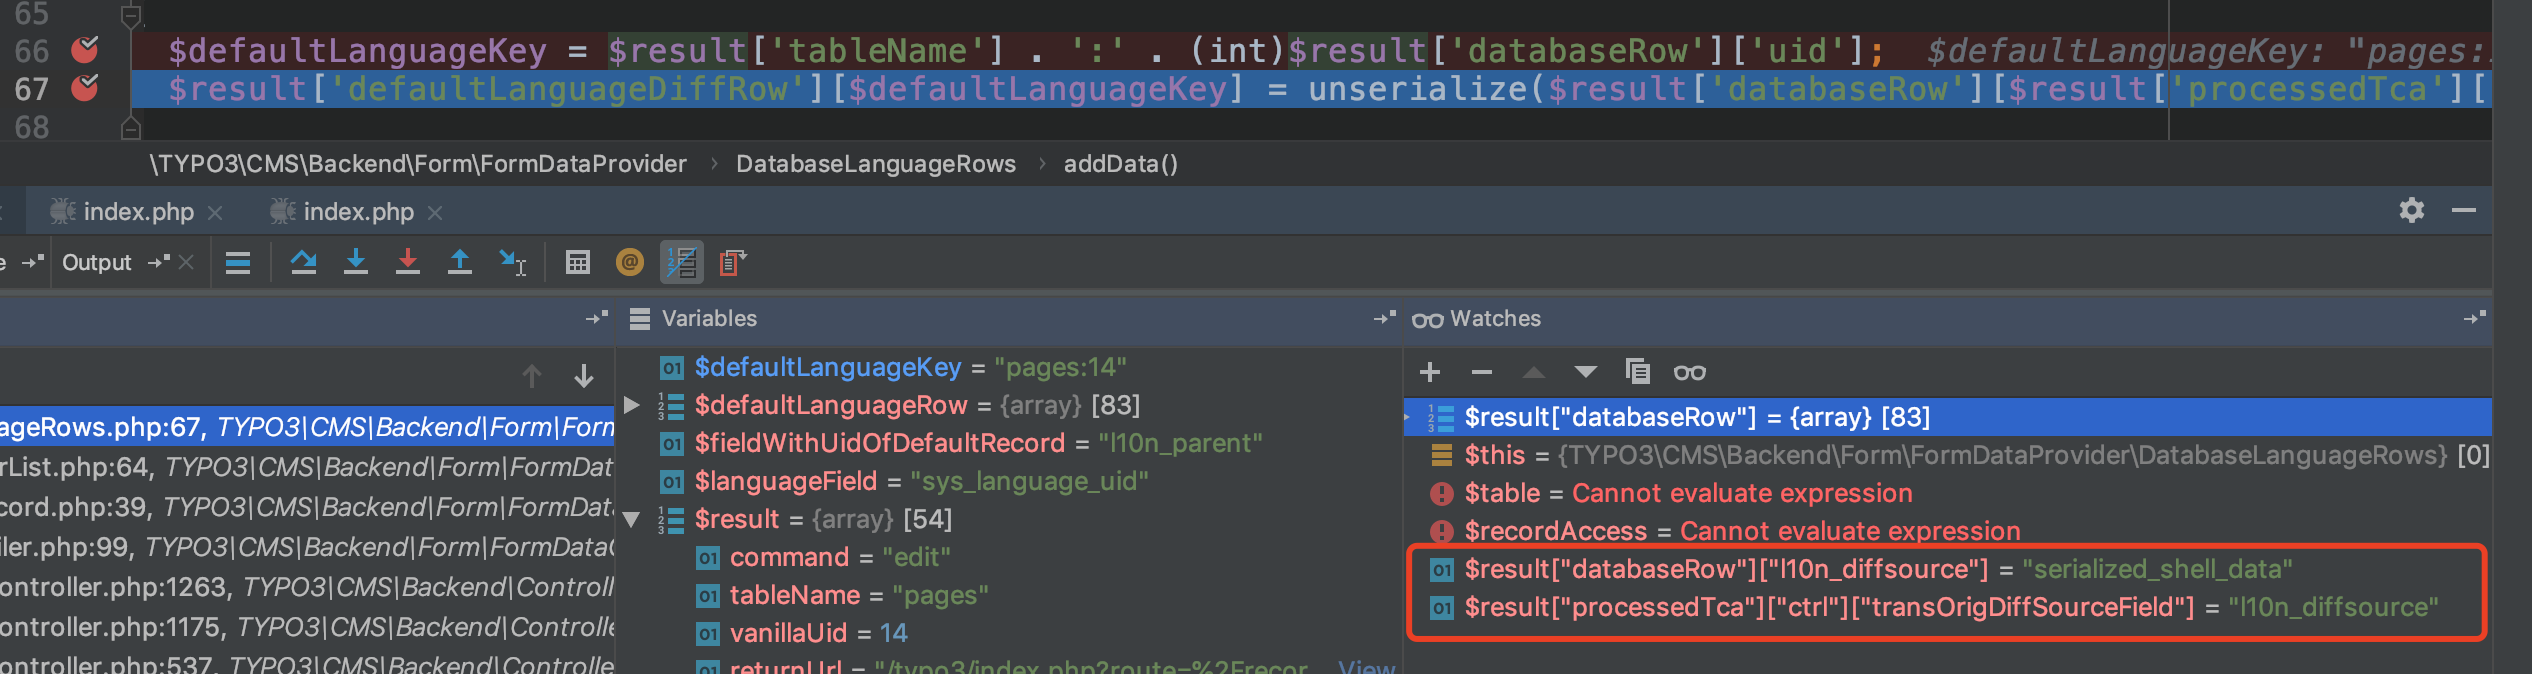 65
66 $defaultLanguageKey = $result['tableName'] . ':' . (int)$result['databaseRow']['uid']; $defaultLanguageKey: "pages:
67 $result['defaultLanguageDiffRow'][$defaultLanguageKey] = unserialize($result['databaseRow'][$result['processedTca'][
68
\TYPO3\CMS\Backend\Form\FormDataProvider › DatabaseLanguageRows › addData()
index.php × index.php ×
e Output
Variables
Watches
$defaultLanguageKey = "pages:14"
$defaultLanguageRow = {array} [83]
$fieldWithUidOfDefaultRecord = "l10n_parent"
$languageField = "sys_language_uid"
$result = {array} [54]
command = "edit"
tableName = "pages"
vanillaUid = 14
returnUrl = "/typo3/index.php?route=%2Frecor... View
ageRows.php:67, TYPO3\CMS\Backend\Form\Form
rList.php:64, TYPO3\CMS\Backend\Form\FormDat
cord.php:39, TYPO3\CMS\Backend\Form\FormData
ler.php:99, TYPO3\CMS\Backend\Form\FormData
ontroller.php:1263, TYPO3\CMS\Backend\Controll
ontroller.php:1175, TYPO3\CMS\Backend\Controlle
ontroller.php:537, TYPO3\CMS\Backend\Controlle
$result["databaseRow"] = {array} [83]
$this = {TYPO3\CMS\Backend\Form\FormDataProvider\DatabaseLanguageRows} [0]
$table = Cannot evaluate expression
$recordAccess = Cannot evaluate expression
$result["databaseRow"]["l10n_diffsource"] = "serialized_shell_data"
$result["processedTca"]["ctrl"]["transOrigDiffSourceField"] = "l10n_diffsource"